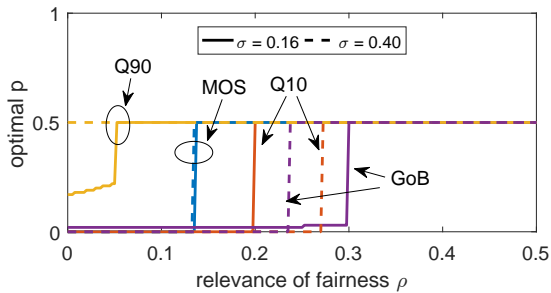 1
σ = 0.16 σ = 0.40
Q90
MOS
Q10
optimal p
0.5
GoB
0
0 0.1 0.2 0.3 0.4 0.5
relevance of fairness ρ